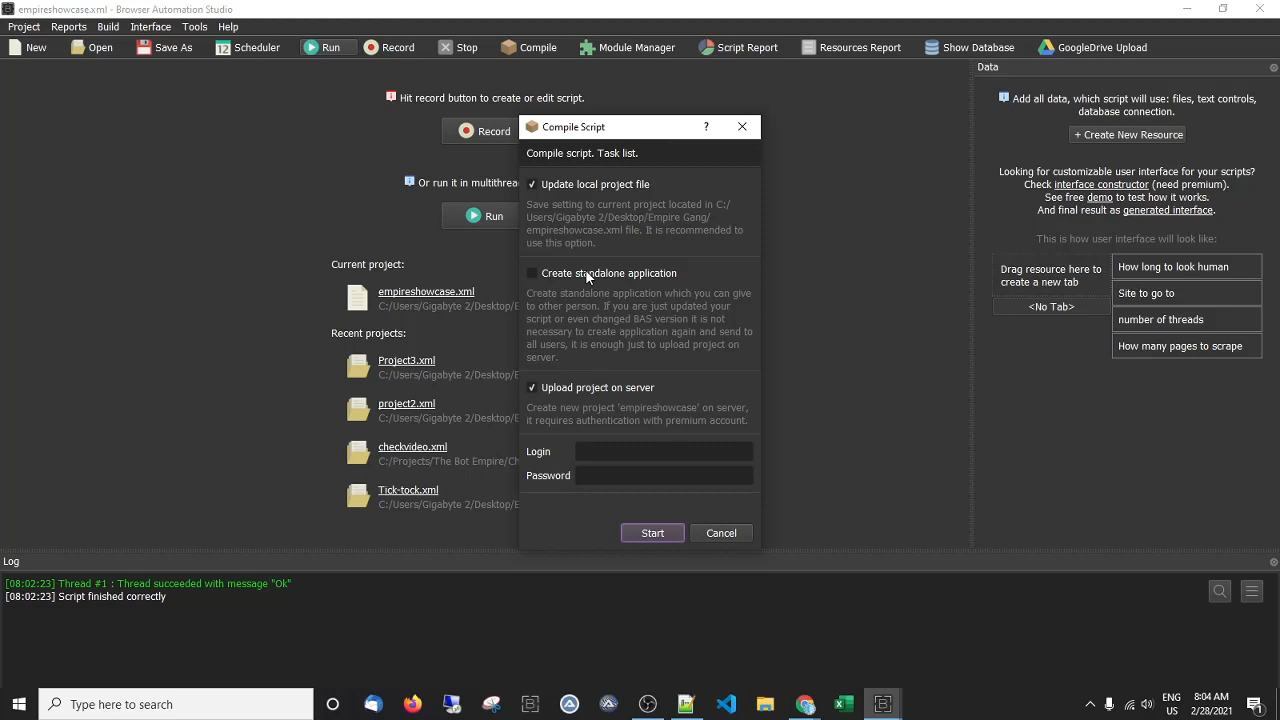 empireshowcase.xml - Browser Automation Studio
Project Reports Build Interface Tools Help
New Open Save As 12 Scheduler Run Record Stop Compile Module Manager Script Report Resources Report Show Database GoogleDrive Upload
Hit record button to create or edit script.
Record
Or run it in multithrea
Run
Current project:
empireshowcase.xml
C:/Users/Gigabyte 2/Desktop/E
Recent projects:
Project3.xml
C:/Users/Gigabyte 2/Desktop/E
project2.xml
C:/Users/Gigabyte 2/Desktop/E
checkvideo.xml
C:/Projects/The Bot Empire/Ch
Tick-tock.xml
C:/Users/Gigabyte 2/Desktop/E
Compile Script ?
Compile script. Task list.
Update local project file
Save setting to current project located in C:/
Users/Gigabyte 2/Desktop/Empire Gang/
empireshowcase.xml file. It is recommended to
use this option.
Create standalone application
Create standalone application which you can give
to other person. If you are just updated your
script or even changed BAS version it is not
necessary to create application again and send to
all users, it is enough just to upload project on
server.
Upload project on server
Create new project 'empireshowcase' on server,
it requires authentication with premium account.
Login
Password
Start Cancel
Data
Add all data, which script will use: files, text controls,
database connection.
+ Create New Resource
Looking for customizable user interface for your scripts?
Check interface constructor (need premium).
See free demo to test how it works.
And final result as generated interface.
This is how user interface will look like:
Drag resource here to
create a new tab
<No Tab>
How long to look human
Site to go to
number of threads
How many pages to scrape
Log
[08:02:23] Thread #1 : Thread succeeded with message "Ok"
[08:02:23] Script finished correctly
Type here to search
ENG
US
8:04 AM
2/28/2021
1